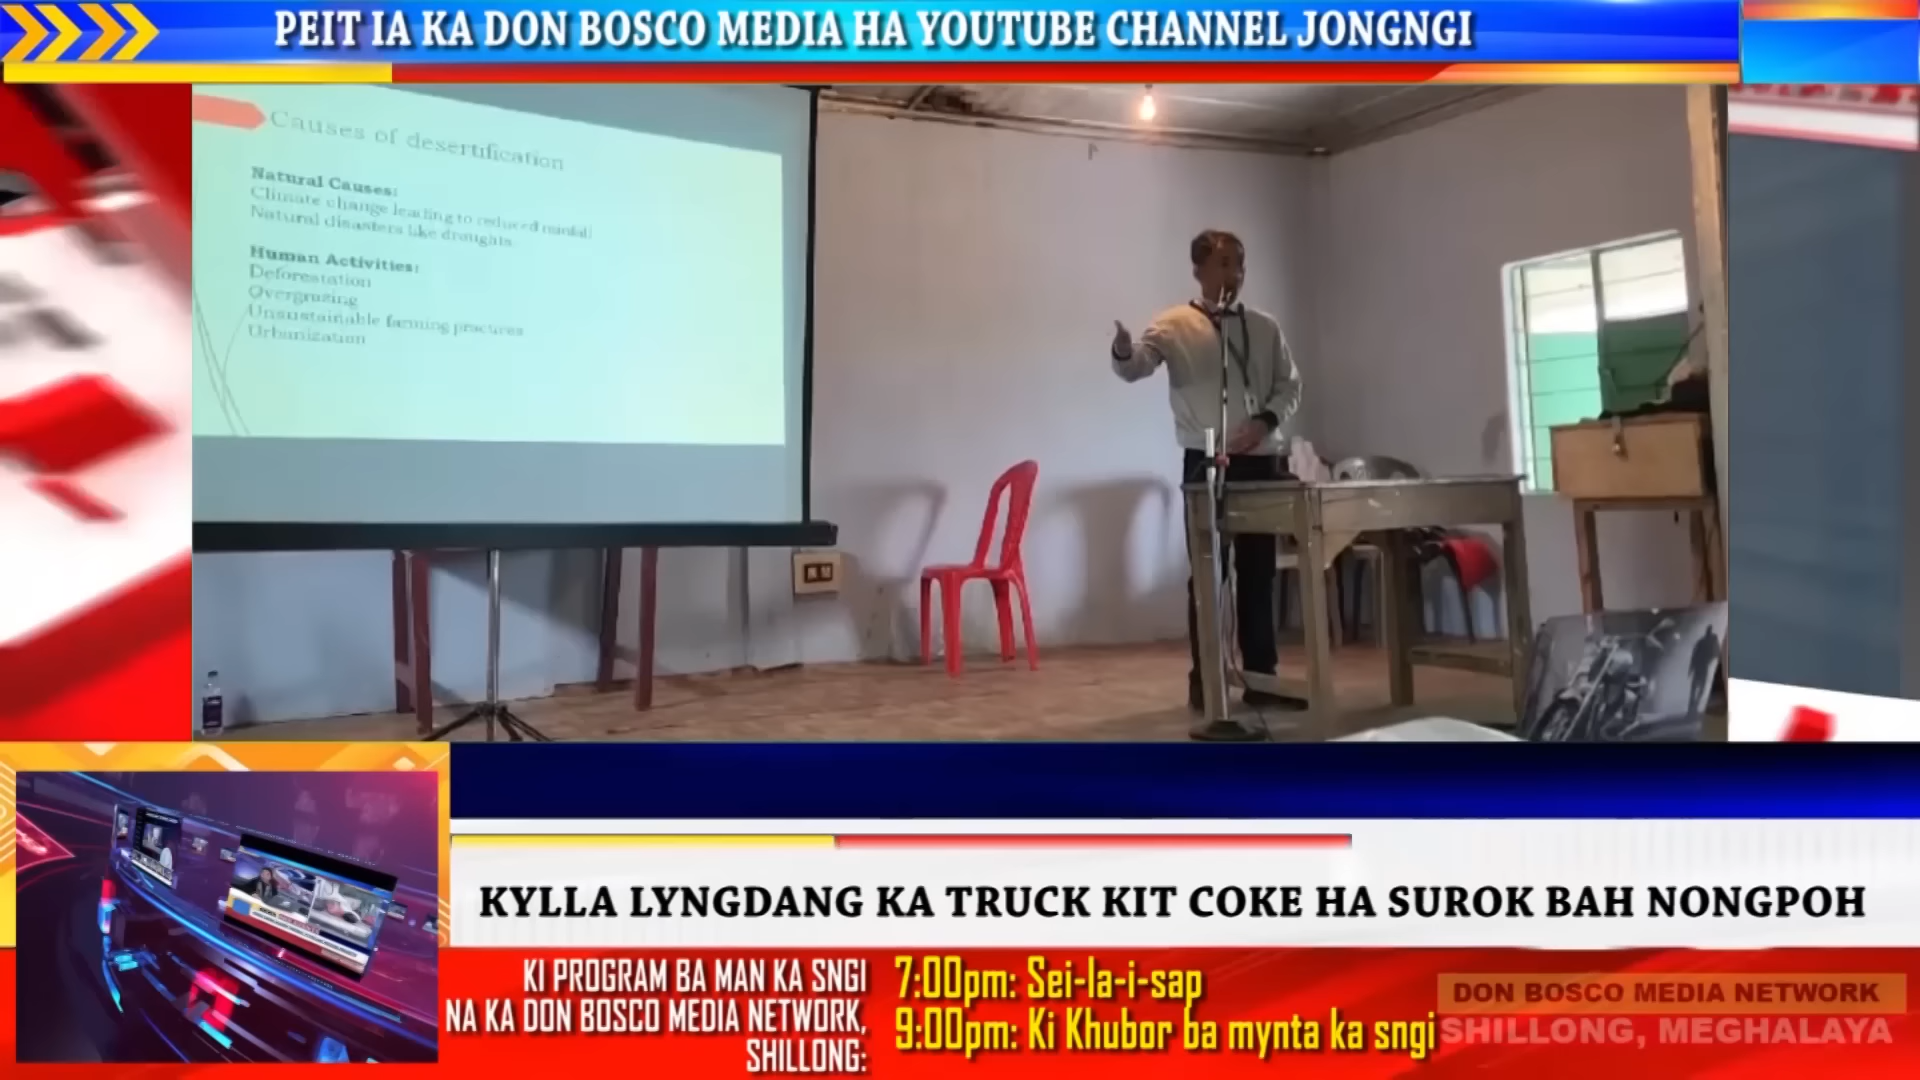 PEIT IA KA DON BOSCO MEDIA HA YOUTUBE CHANNEL JONGNGI
Causes of desertification
Natural Causes:
Climate change leading to reduced rainfall
Natural disasters like droughts.
Human Activities:
Deforestation
Overgrazing
Unsustainable farming practures
Urbanization
KYLLA LYNGDANG KA TRUCK KIT COKE HA SUROK BAH NONGPOH
KI PROGRAM BA MAN KA SNGI
NA KA DON BOSCO MEDIA NETWORK,
SHILLONG:
7:00pm: Sei-la-i-sap
9:00pm: Ki Khubor ba mynta ka sngi
DON BOSCO MEDIA NETWORK
SHILLONG, MEGHALAYA